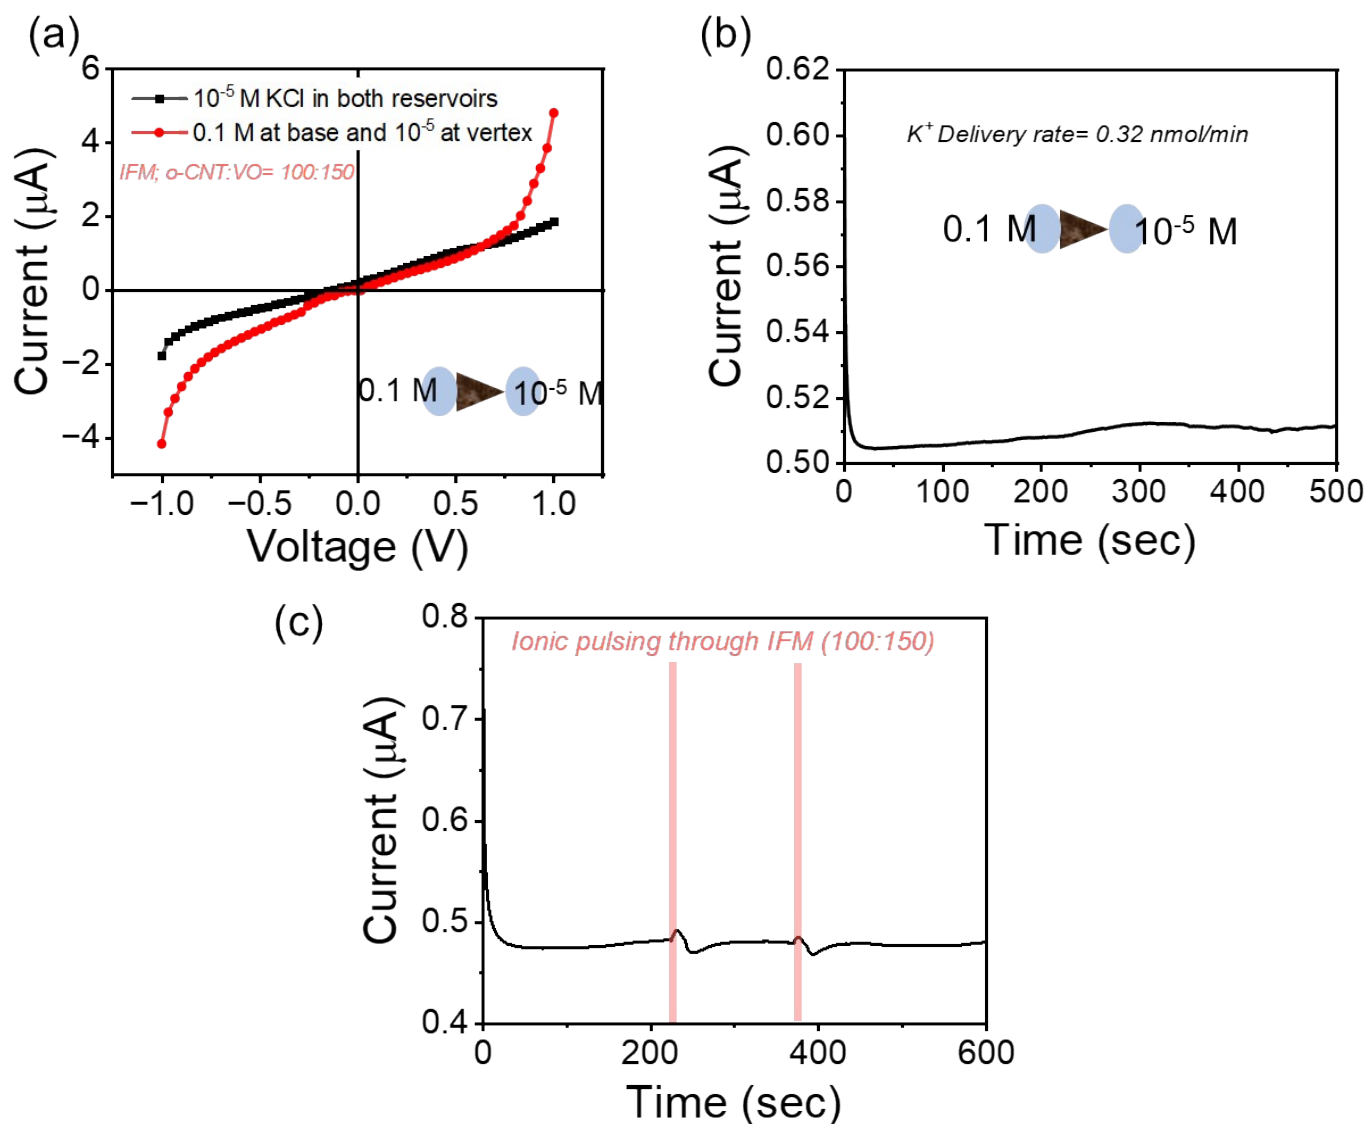 (a)
6
4
2
0
−2
−4
Current (μA)
10⁻⁵ M KCl in both reservoirs
0.1 M at base and 10⁻⁵ at vertex
IFM; o-CNT:VO= 100:150
0.1 M
10⁻⁵ M
−1.0 −0.5 0.0 0.5 1.0
Voltage (V)
(b)
0.62
0.60
0.58
0.56
0.54
0.52
0.50
Current (μA)
K⁺ Delivery rate= 0.32 nmol/min
0.1 M
10⁻⁵ M
0 100 200 300 400 500
Time (sec)
(c)
0.8
0.7
0.6
0.5
0.4
Current (μA)
Ionic pulsing through IFM (100:150)
0 200 400 600
Time (sec)